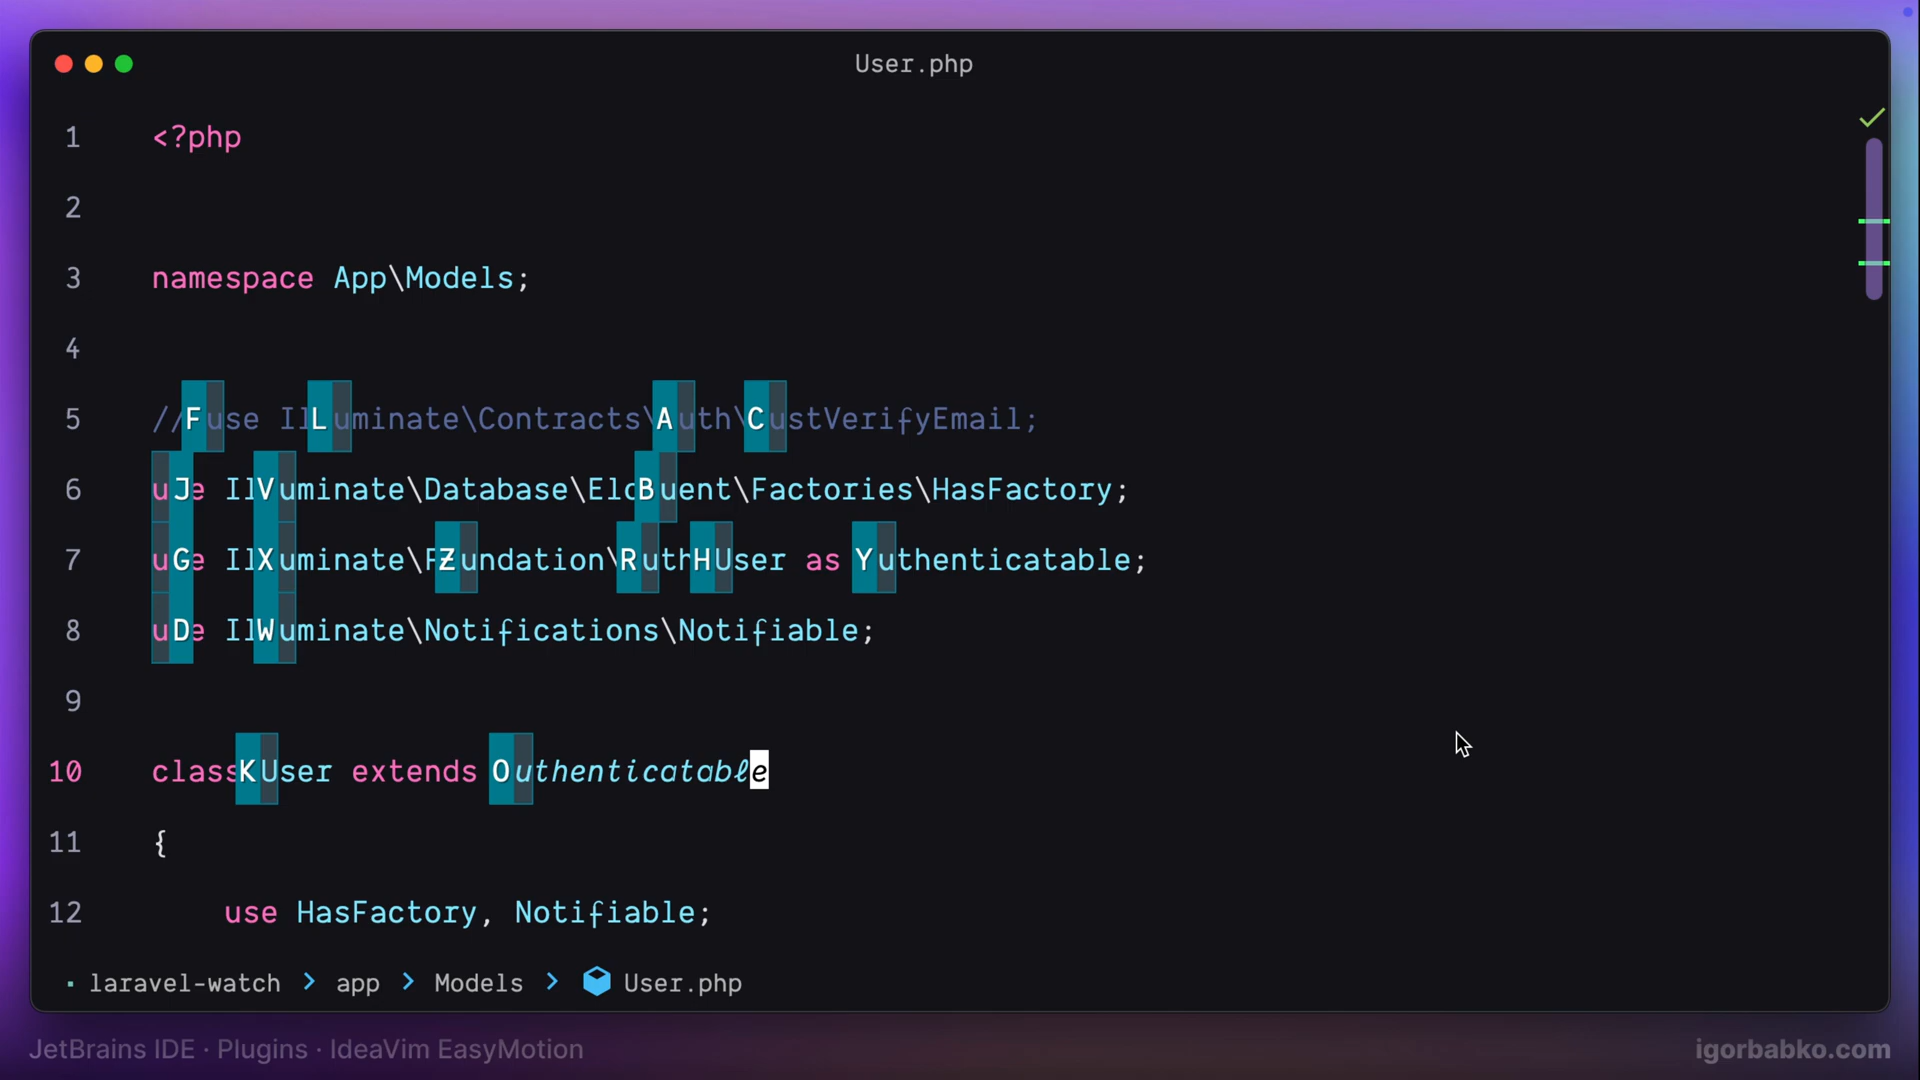 User.php
1 <?php
2
3 namespace App\Models;
4
5 //Fuse IlLuminate\Contracts\Auth\CustVerifyEmail;
6 uJe IlVuminate\Database\EloBuent\Factories\HasFactory;
7 uGe IlXuminate\FZundation\RuthHUser as Yuthenticatable;
8 uDe IlWuminate\Notifications\Notifiable;
9
10 classKUser extends Outhenticatable
11 {
12 use HasFactory, Notifiable;
laravel-watch > app > Models > User.php
JetBrains IDE · Plugins · IdeaVim EasyMotion
igorbabko.com